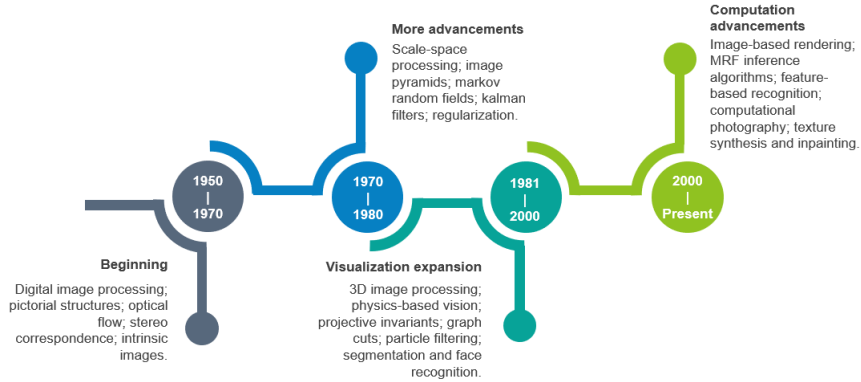 Beginning
Digital image processing;
pictorial structures; optical
flow; stereo
correspondence; intrinsic
images.
1950
|
1970
More advancements
Scale-space
processing; image
pyramids; markov
random fields; kalman
filters; regularization.
1970
|
1980
Visualization expansion
3D image processing;
physics-based vision;
projective invariants; graph
cuts; particle filtering;
segmentation and face
recognition.
1981
|
2000
Computation
advancements
Image-based rendering;
MRF inference
algorithms; feature-
based recognition;
computational
photography; texture
synthesis and inpainting.
2000
|
Present